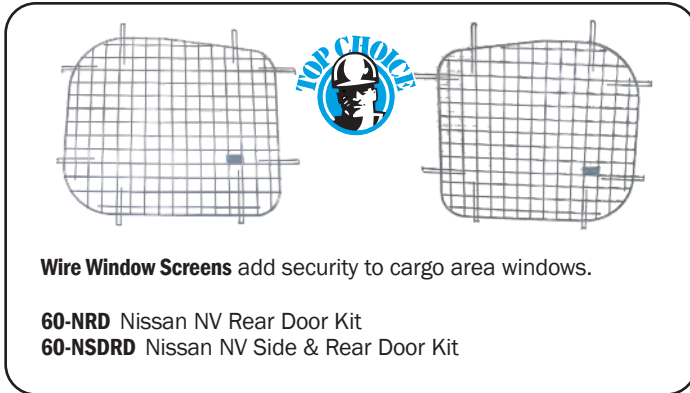 TOP CHOICE
Wire Window Screens add security to cargo area windows.
60-NRD Nissan NV Rear Door Kit
60-NSDRD Nissan NV Side & Rear Door Kit